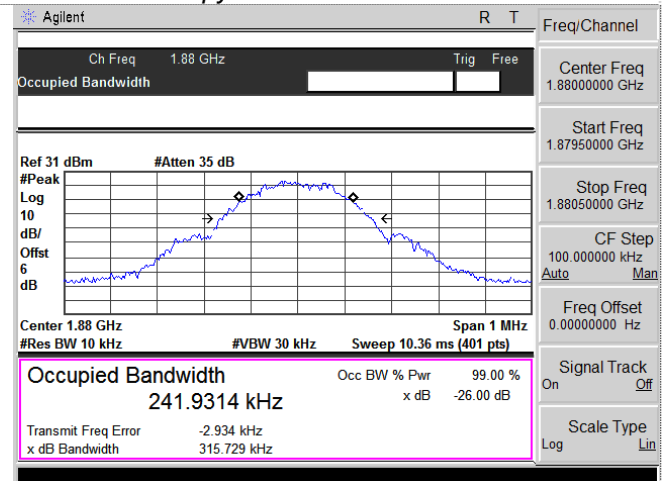 Agilent R T
Freq/Channel
Ch Freq 1.88 GHz Trig Free
Occupied Bandwidth
Center Freq
1.88000000 GHz
Start Freq
1.87950000 GHz
Stop Freq
1.88050000 GHz
CF Step
100.000000 kHz
Auto Man
Freq Offset
0.00000000 Hz
Signal Track
On Off
Scale Type
Log Lin
Ref 31 dBm #Atten 35 dB
#Peak
Log
10
dB/
Offst
6
dB
Center 1.88 GHz Span 1 MHz
#Res BW 10 kHz #VBW 30 kHz Sweep 10.36 ms (401 pts)
Occupied Bandwidth Occ BW % Pwr 99.00 %
241.9314 kHz x dB -26.00 dB
Transmit Freq Error -2.934 kHz
x dB Bandwidth 315.729 kHz